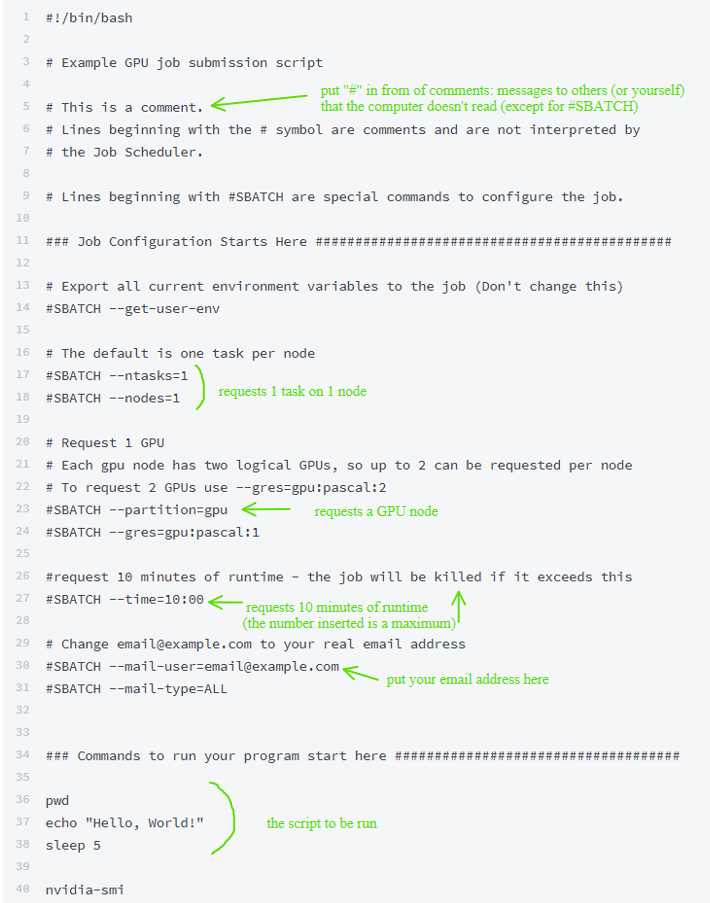 1 #!/bin/bash
2
3 # Example GPU job submission script
4
put "#" in from of comments: messages to others (or yourself)
that the computer doesn't read (except for #SBATCH)
5 # This is a comment.
6 # Lines beginning with the # symbol are comments and are not interpreted by
7 # the Job Scheduler.
8
9 # Lines beginning with #SBATCH are special commands to configure the job.
10
11 ### Job Configuration Starts Here #############################################
12
13 # Export all current environment variables to the job (Don't change this)
14 #SBATCH --get-user-env
15
16 # The default is one task per node
17 #SBATCH --ntasks=1
18 #SBATCH --nodes=1
requests 1 task on 1 node
19
20 # Request 1 GPU
21 # Each gpu node has two logical GPUs, so up to 2 can be requested per node
22 # To request 2 GPUs use --gres=gpu:pascal:2
23 #SBATCH --partition=gpu
requests a GPU node
24 #SBATCH --gres=gpu:pascal:1
25
26 #request 10 minutes of runtime - the job will be killed if it exceeds this
27 #SBATCH --time=10:00
requests 10 minutes of runtime
(the number inserted is a maximum)
28
29 # Change email@example.com to your real email address
30 #SBATCH --mail-user=email@example.com
put your email address here
31 #SBATCH --mail-type=ALL
32
33
34 ### Commands to run your program start here ####################################
35
36 pwd
37 echo "Hello, World!"
the script to be run
38 sleep 5
39
40 nvidia-smi